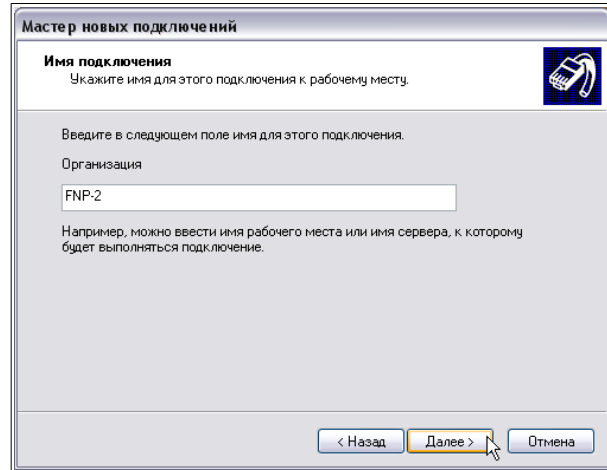 Мастер новых подключений
Имя подключения
Укажите имя для этого подключения к рабочему месту.
Введите в следующем поле имя для этого подключения.
Организация
FNP-2
Например, можно ввести имя рабочего места или имя сервера, к которому
будет выполняться подключение.
< Назад Далее > Отмена